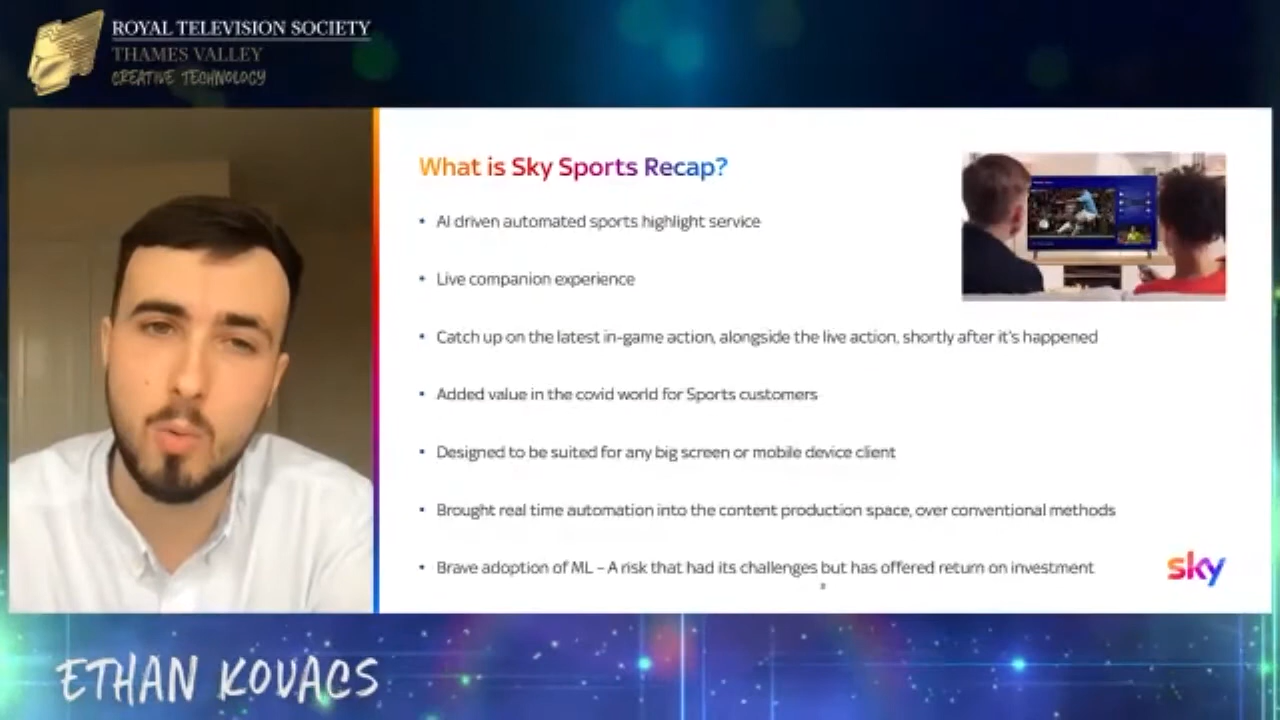 ROYAL TELEVISION SOCIETY
THAMES VALLEY
CREATIVE TECHNOLOGY
What is Sky Sports Recap?
• AI driven automated sports highlight service
• Live companion experience
• Catch up on the latest in-game action, alongside the live action, shortly after it's happened
• Added value in the covid world for Sports customers
• Designed to be suited for any big screen or mobile device client
• Brought real time automation into the content production space, over conventional methods
• Brave adoption of ML – A risk that had its challenges but has offered return on investment
sky
ETHAN KOVACS